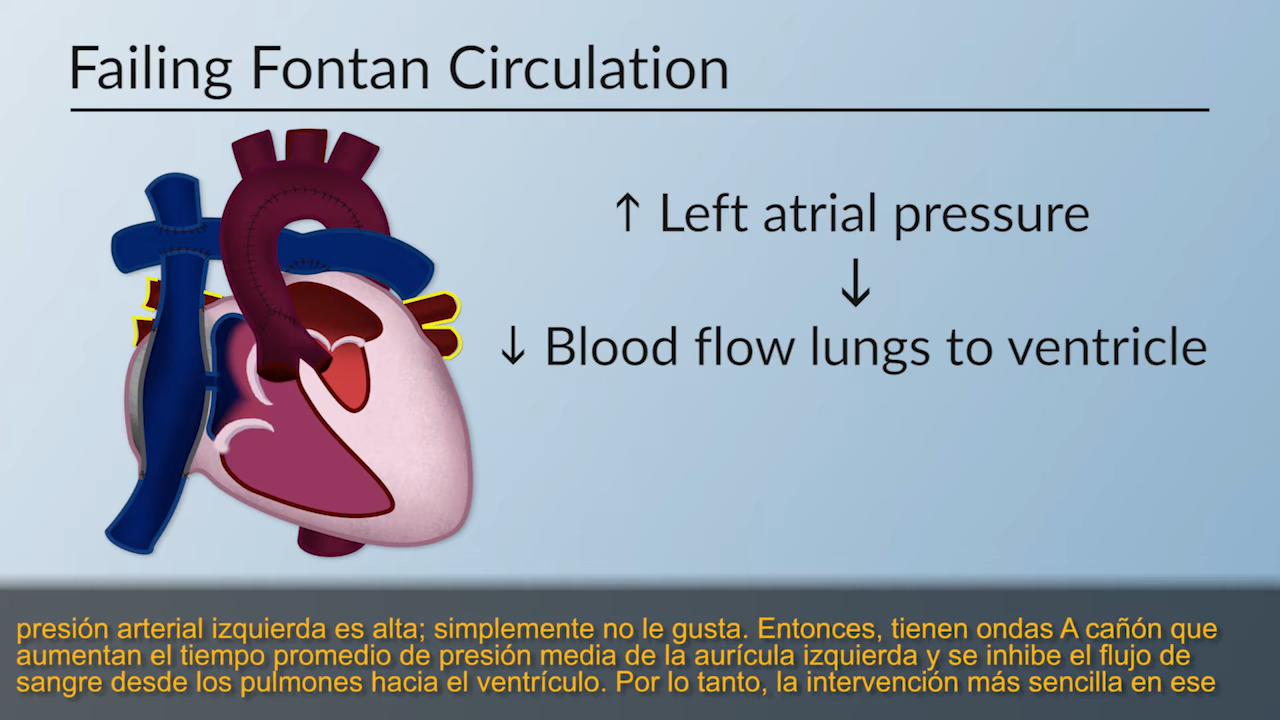 Failing Fontan Circulation
↑ Left atrial pressure
↓
↓ Blood flow lungs to ventricle
presión arterial izquierda es alta; simplemente no le gusta. Entonces, tienen ondas A cañón que
aumentan el tiempo promedio de presión media de la aurícula izquierda y se inhibe el flujo de
sangre desde los pulmones hacia el ventrículo. Por lo tanto, la intervención más sencilla en ese